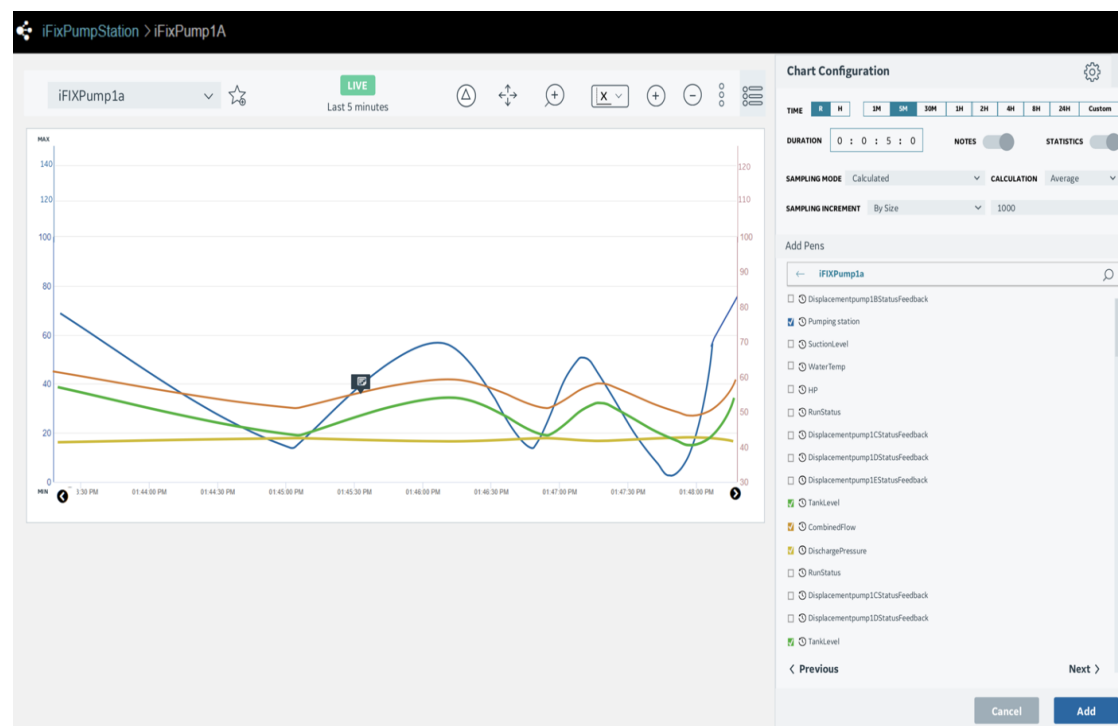 iFixPumpStation > iFixPump1A
iFIXPump1a
LIVE
Last 5 minutes
X
MAX
140
120
100
80
60
40
20
0
MIN
120
110
100
90
80
70
60
50
40
30
3:30 PM
01:44:00 PM
01:44:30 PM
01:45:00 PM
01:45:30 PM
01:46:00 PM
01:46:30 PM
01:47:00 PM
01:47:30 PM
01:48:00 PM
Chart Configuration
TIME R H 1M 5M 30M 1H 2H 4H 8H 24H Custom
DURATION 0 : 0 : 5 : 0 NOTES STATISTICS
SAMPLING MODE Calculated CALCULATION Average
SAMPLING INCREMENT By Size 1000
Add Pens
iFIXPump1a
Displacementpump1BStatusFeedback
Pumping station
SuctionLevel
WaterTemp
HP
RunStatus
Displacementpump1CStatusFeedback
Displacementpump1DStatusFeedback
Displacementpump1EStatusFeedback
TankLevel
CombinedFlow
DischargePressure
RunStatus
Displacementpump1CStatusFeedback
Displacementpump1DStatusFeedback
TankLevel
< Previous Next >
Cancel Add